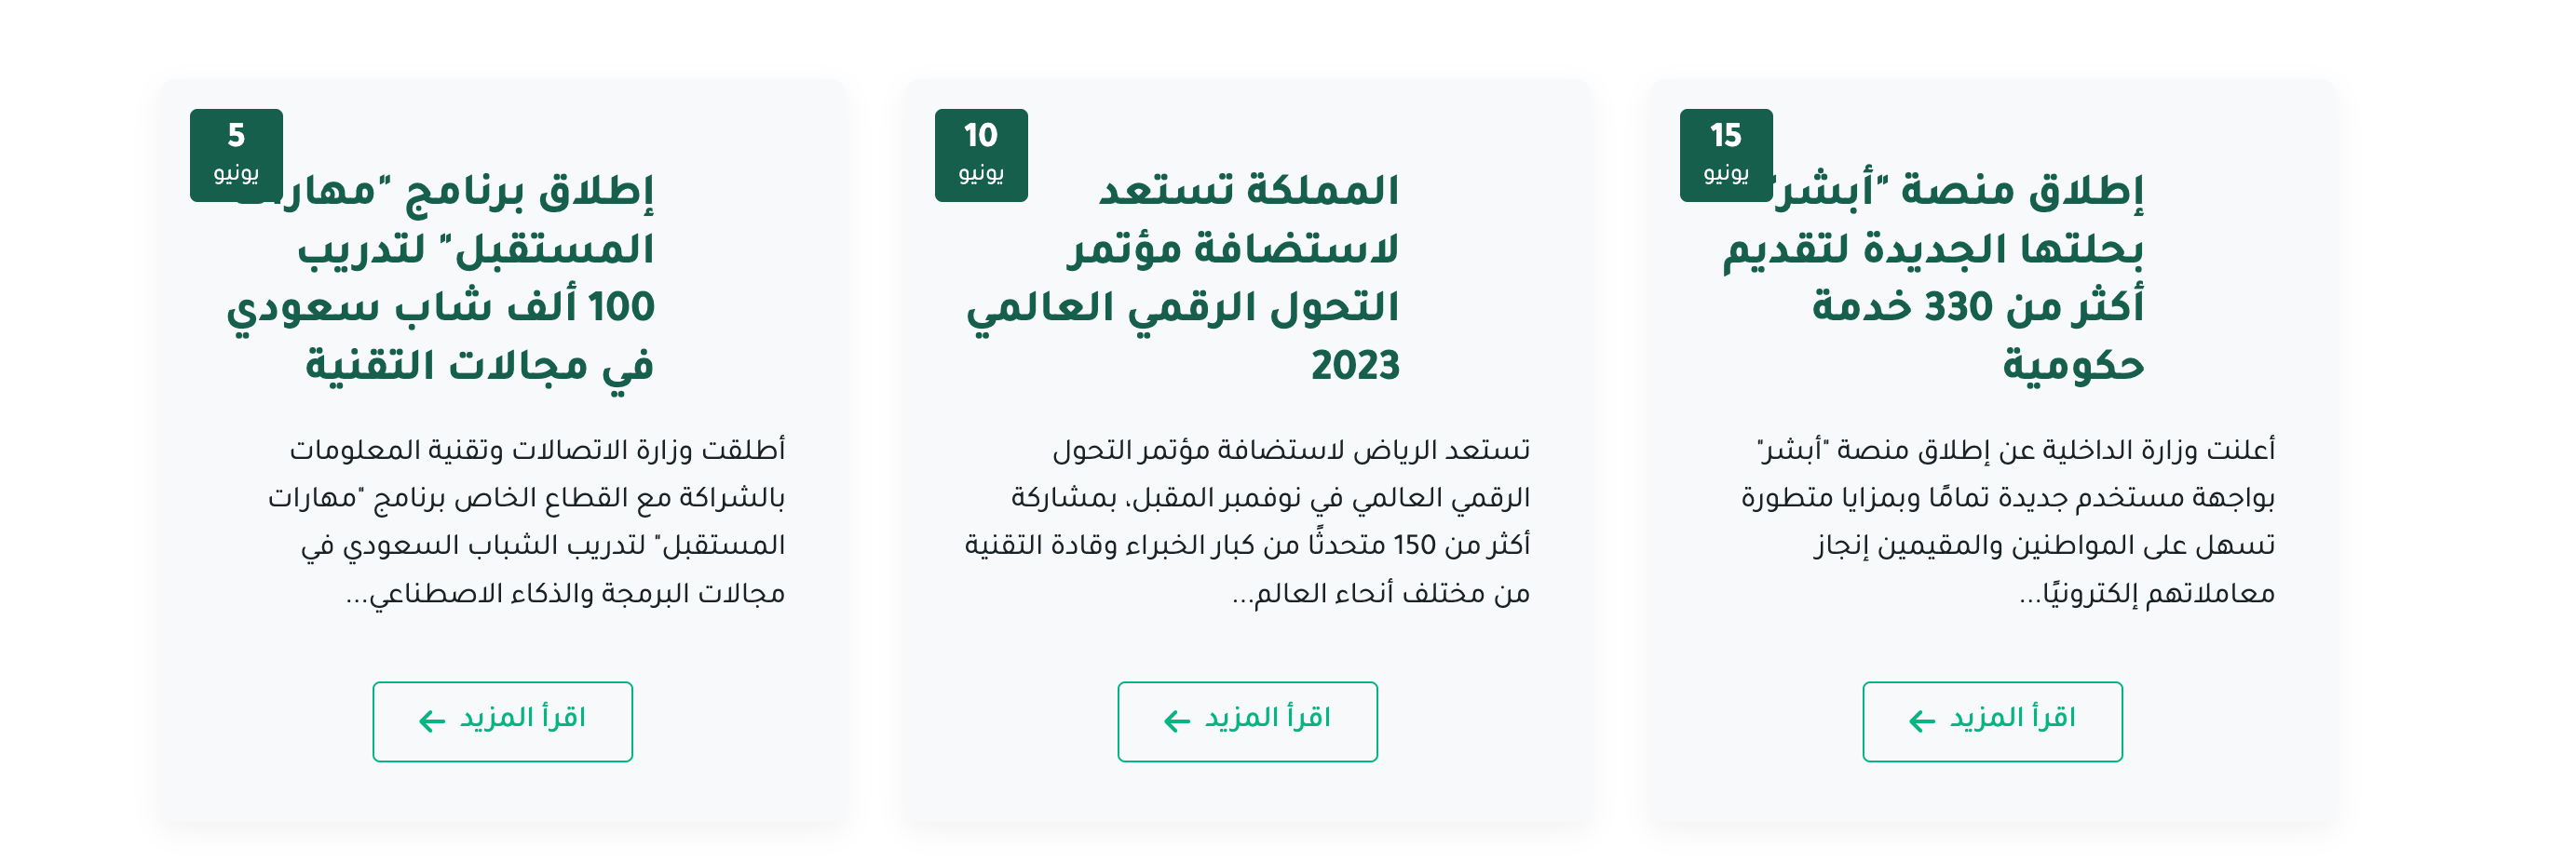 15
يونيو
إطلاق منصة "أبشر"
بحلتها الجديدة لتقديم
أكثر من 330 خدمة
حكومية
أعلنت وزارة الداخلية عن إطلاق منصة "أبشر"
بواجهة مستخدم جديدة تمامًا وبمزايا متطورة
تسهل على المواطنين والمقيمين إنجاز
معاملاتهم إلكترونيًا...
اقرأ المزيد ←
10
يونيو
المملكة تستعد
لاستضافة مؤتمر
التحول الرقمي العالمي
2023
تستعد الرياض لاستضافة مؤتمر التحول
الرقمي العالمي في نوفمبر المقبل، بمشاركة
أكثر من 150 متحدثًا من كبار الخبراء وقادة التقنية
من مختلف أنحاء العالم...
اقرأ المزيد ←
5
يونيو
إطلاق برنامج "مهارات
المستقبل" لتدريب
100 ألف شاب سعودي
في مجالات التقنية
أطلقت وزارة الاتصالات وتقنية المعلومات
بالشراكة مع القطاع الخاص برنامج "مهارات
المستقبل" لتدريب الشباب السعودي في
مجالات البرمجة والذكاء الاصطناعي...
اقرأ المزيد ←